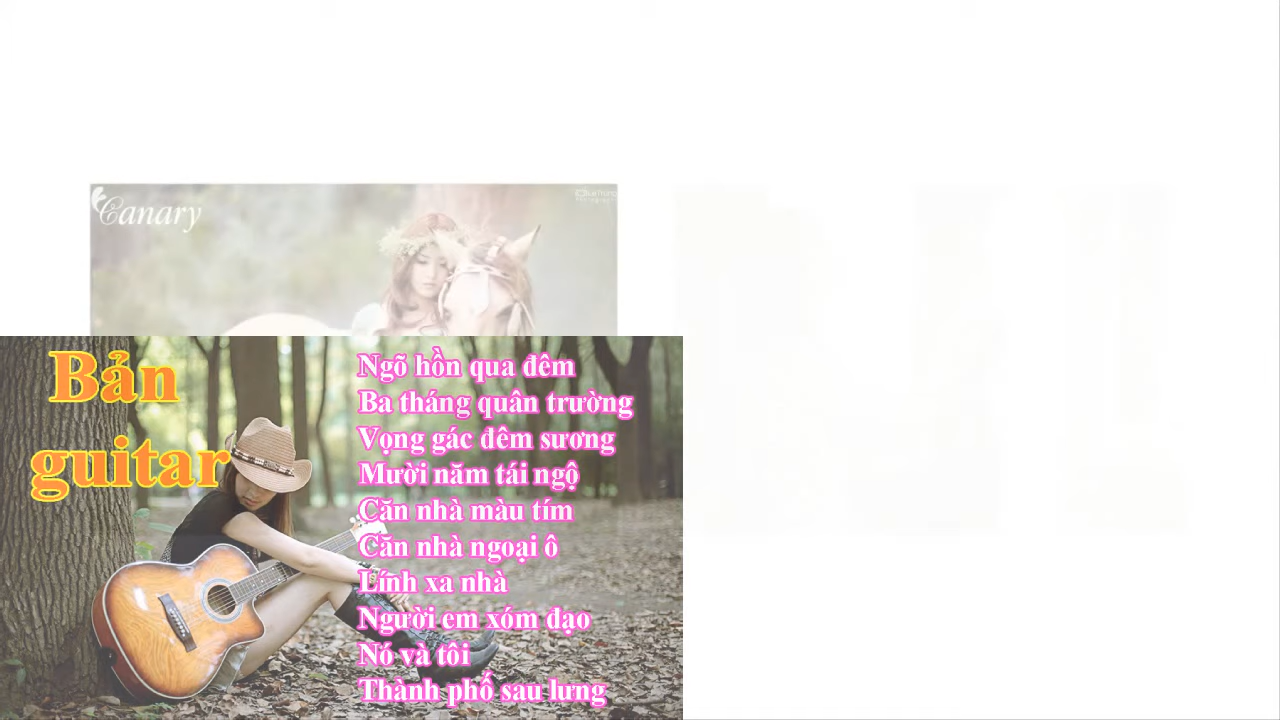 Canary
Bản
guitar
Ngõ hồn qua đêm
Ba tháng quân trường
Vọng gác đêm sương
Mười năm tái ngộ
Căn nhà màu tím
Căn nhà ngoại ô
Lính xa nhà
Người em xóm đạo
Nó và tôi
Thành phố sau lưng